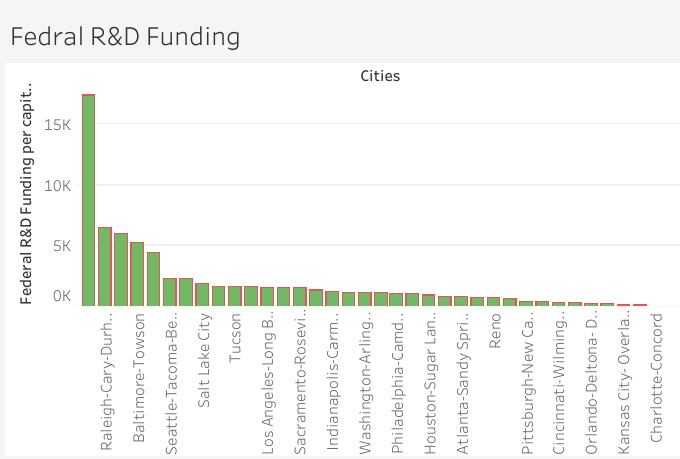 Fedral R&D Funding
Cities
Federal R&D Funding per capit..
15K
10K
5K
0K
Raleigh-Cary-Durh..
Baltimore-Towson
Seattle-Tacoma-Be..
Salt Lake City
Tucson
Los Angeles-Long B..
Sacramento-Rosevi..
Indianapolis-Carm..
Washington-Arling..
Philadelphia-Camd..
Houston-Sugar Lan..
Atlanta-Sandy Spri..
Reno
Pittsburgh-New Ca..
Cincinnati-Wilming..
Orlando-Deltona- D..
Kansas City- Overla..
Charlotte-Concord